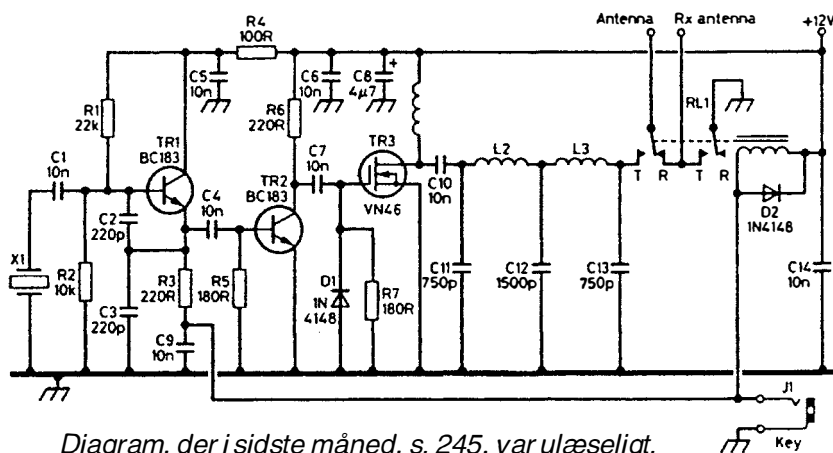 Antenna
Rx antenna
+12V
R4
100R
C5
10n
C6
10n
C8
4µ7
+
RL1
R1
22k
R6
220R
TR1
BC183
C7
10n
TR3
L2
L3
C1
10n
T
R
T
R
C4
10n
TR2
BC183
VN46
C10
10n
D2
1N4148
C2
220p
X1
R2
10k
R3
220R
R5
180R
D1
1N
4148
R7
180R
C11
750p
C12
1500p
C13
750p
C14
10n
C3
220p
C9
10n
J1
Key
Diagram, der i sidste måned, s. 245, var ulæseligt.